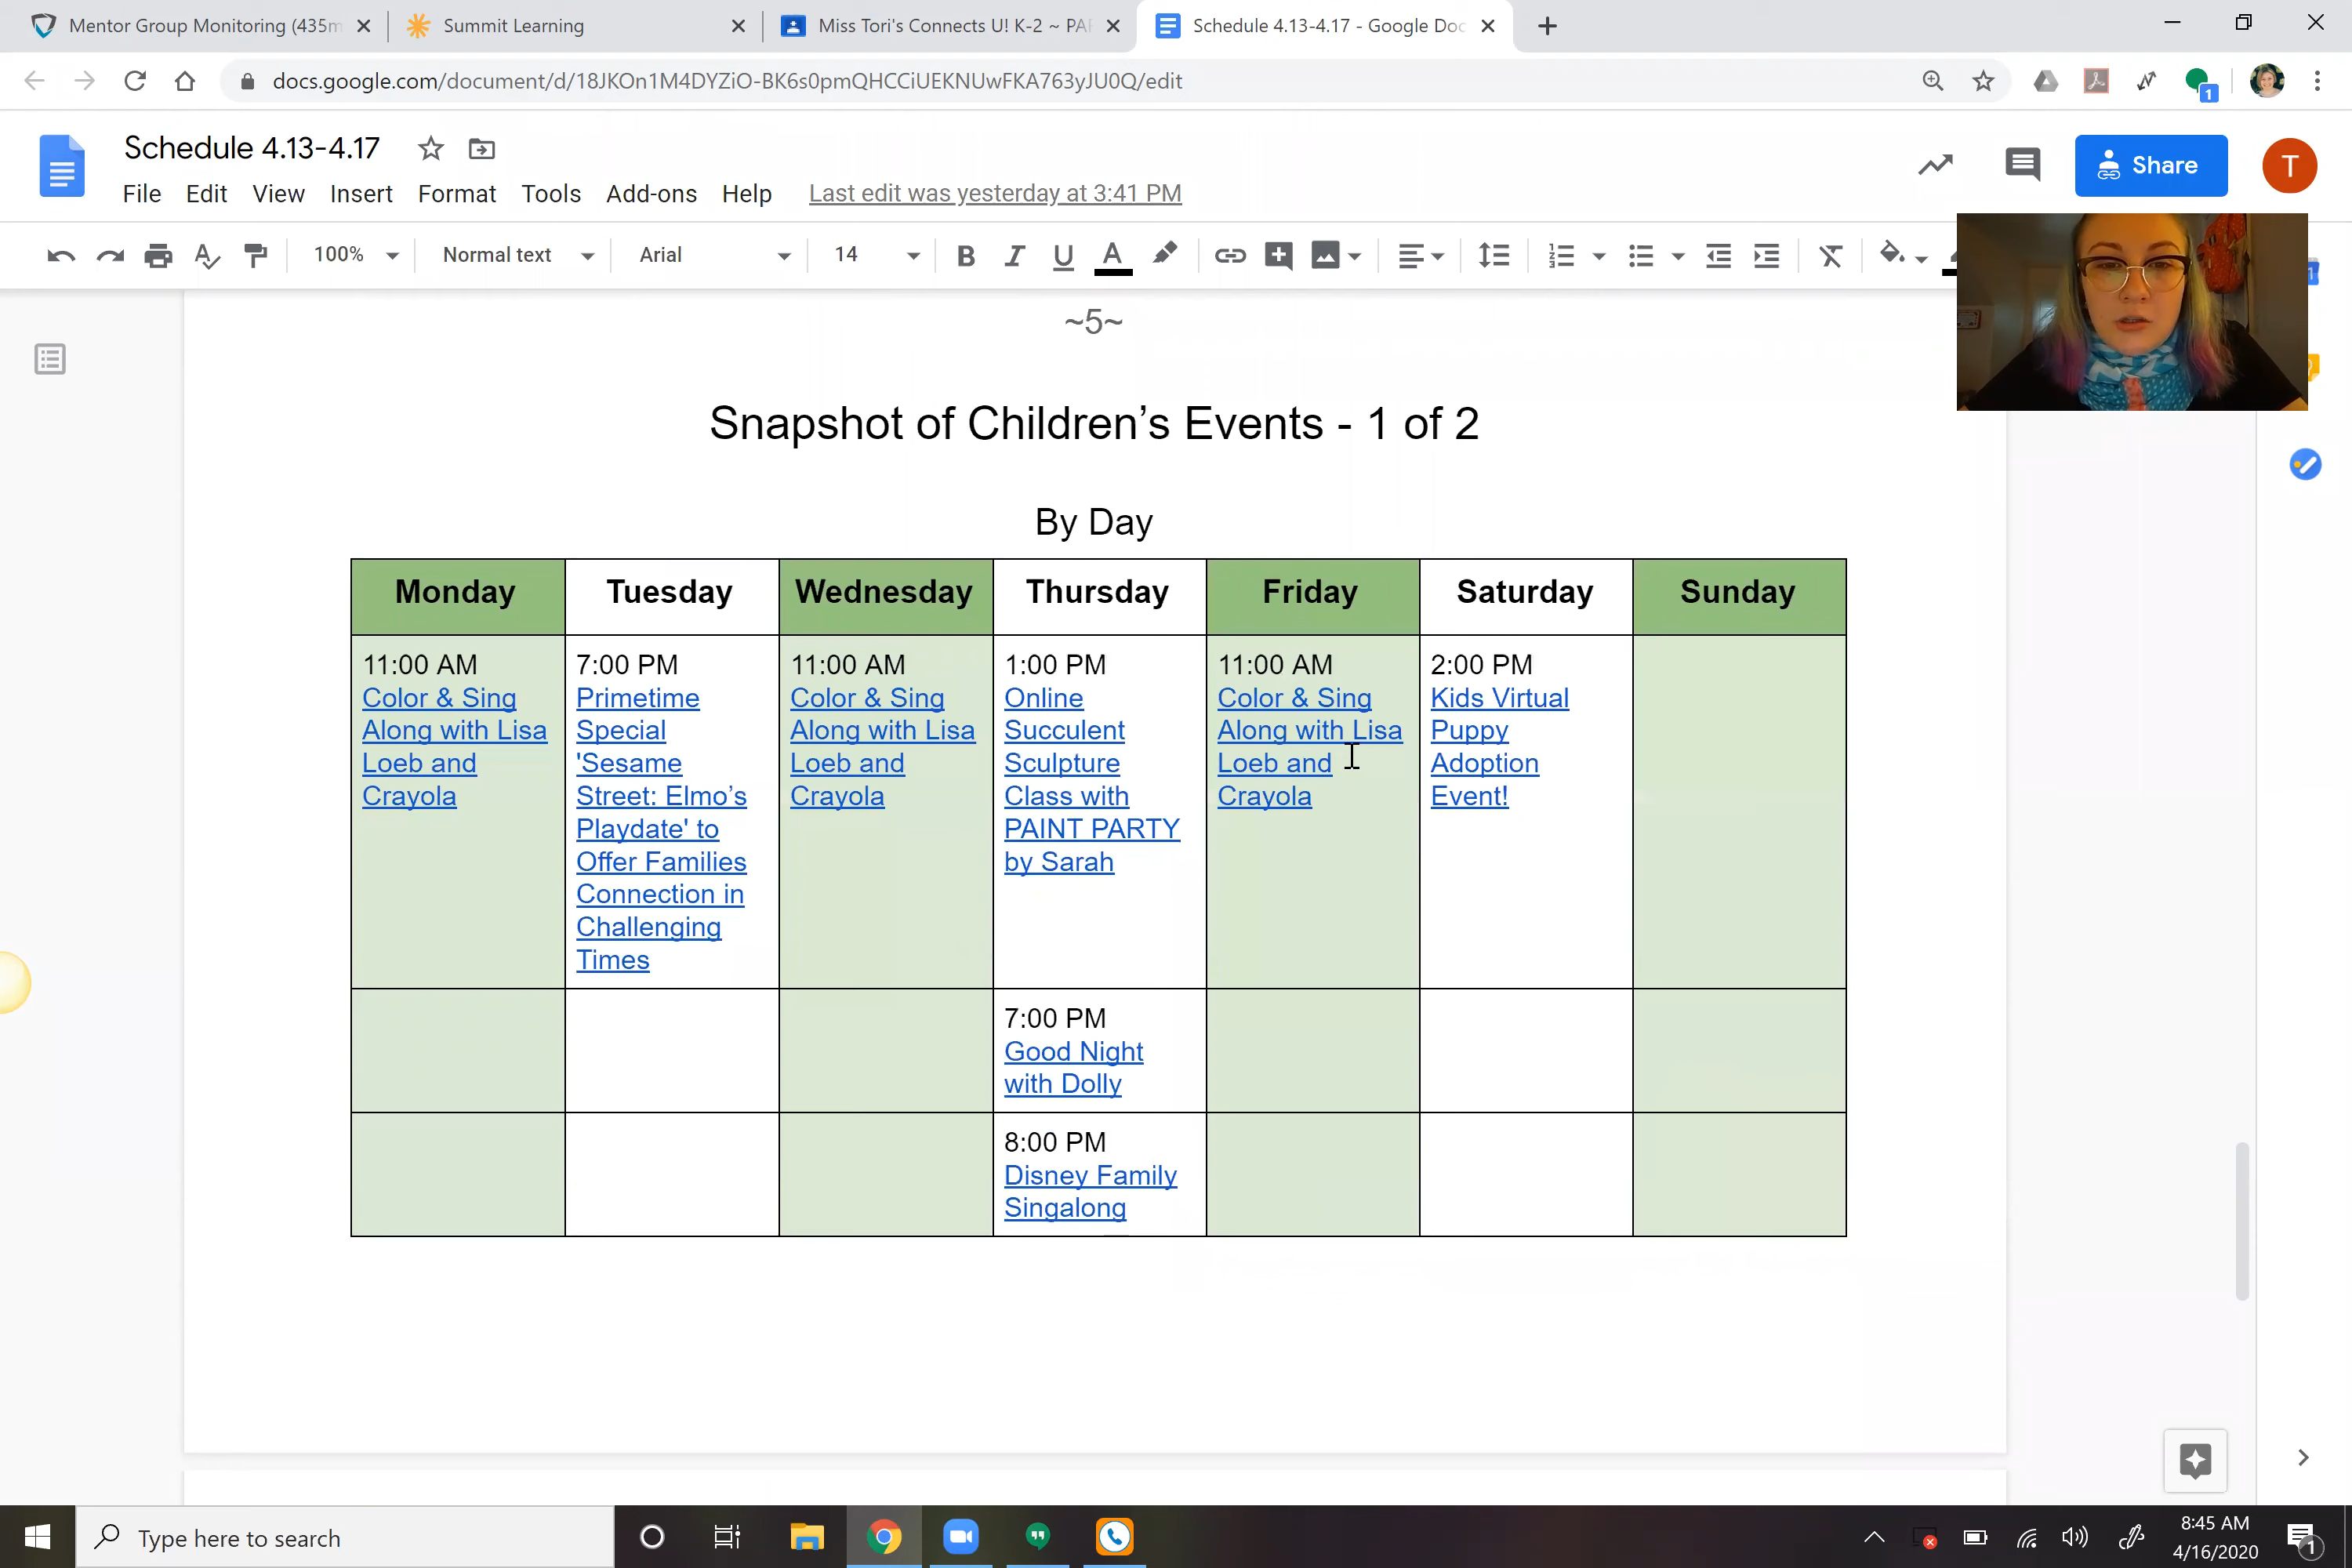 Mentor Group Monitoring (435m
Summit Learning
Miss Tori's Connects U! K-2 ~ PA
Schedule 4.13-4.17 - Google Doc
docs.google.com/document/d/18JKOn1M4DYZiO-BK6s0pmQHCCiUEKNUwFKA763yJU0Q/edit
1
Schedule 4.13-4.17
Share
T
File Edit View Insert Format Tools Add-ons Help Last edit was yesterday at 3:41 PM
100% Normal text Arial 14 B I U A
~5~
Snapshot of Children’s Events - 1 of 2
By Day
Monday Tuesday Wednesday Thursday Friday Saturday Sunday
11:00 AM
Color & Sing
Along with Lisa
Loeb and
Crayola
7:00 PM
Primetime
Special
'Sesame
Street: Elmo’s
Playdate' to
Offer Families
Connection in
Challenging
Times
11:00 AM
Color & Sing
Along with Lisa
Loeb and
Crayola
1:00 PM
Online
Succulent
Sculpture
Class with
PAINT PARTY
by Sarah
11:00 AM
Color & Sing
Along with Lisa
Loeb and
Crayola
2:00 PM
Kids Virtual
Puppy
Adoption
Event!
7:00 PM
Good Night
with Dolly
8:00 PM
Disney Family
Singalong
Type here to search
8:45 AM
4/16/2020
1